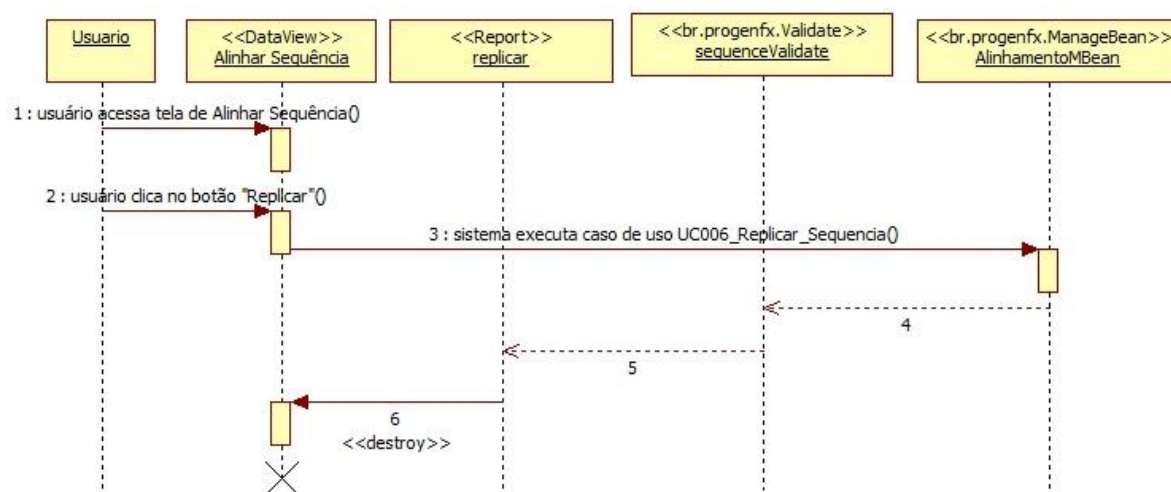 Usuario
<<DataView>>
Alinhar Sequência
<<Report>>
replicar
<<br.progenfx.Validate>>
sequenceValidate
<<br.progenfx.ManageBean>>
AlinhamentoMBean
1 : usuário acessa tela de Alinhar Sequência()
2 : usuário clica no botão "Replicar"()
3 : sistema executa caso de uso UC006_Replicar_Sequencia()
4
5
6
<<destroy>>